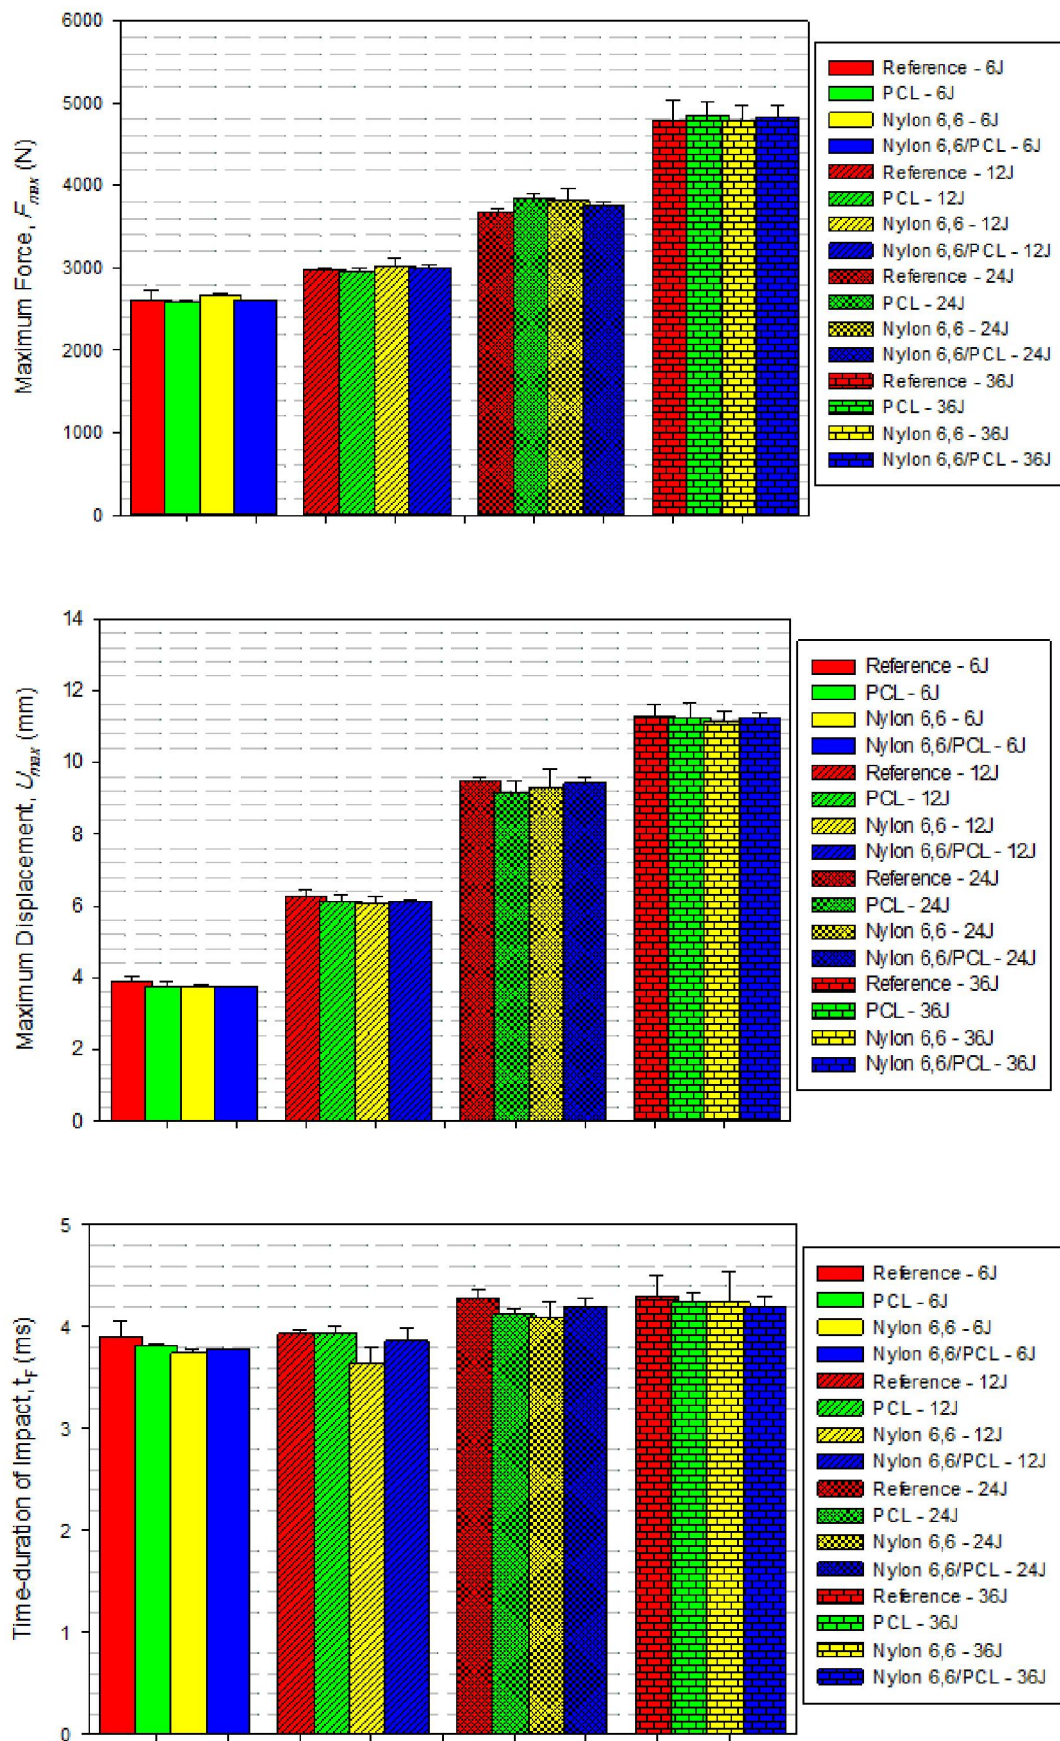 6000
5000
4000
3000
2000
1000
0
Maximum Force, Fmax (N)
Reference - 6J
PCL - 6J
Nylon 6,6 - 6J
Nylon 6,6/PCL - 6J
Reference - 12J
PCL - 12J
Nylon 6,6 - 12J
Nylon 6,6/PCL - 12J
Reference - 24J
PCL - 24J
Nylon 6,6 - 24J
Nylon 6,6/PCL - 24J
Reference - 36J
PCL - 36J
Nylon 6,6 - 36J
Nylon 6,6/PCL - 36J
14
12
10
8
6
4
2
0
Maximum Displacement, Umax (mm)
Reference - 6J
PCL - 6J
Nylon 6,6 - 6J
Nylon 6,6/PCL - 6J
Reference - 12J
PCL - 12J
Nylon 6,6 - 12J
Nylon 6,6/PCL - 12J
Reference - 24J
PCL - 24J
Nylon 6,6 - 24J
Nylon 6,6/PCL - 24J
Reference - 36J
PCL - 36J
Nylon 6,6 - 36J
Nylon 6,6/PCL - 36J
5
4
3
2
1
0
Time-duration of Impact, tF (ms)
Reference - 6J
PCL - 6J
Nylon 6,6 - 6J
Nylon 6,6/PCL - 6J
Reference - 12J
PCL - 12J
Nylon 6,6 - 12J
Nylon 6,6/PCL - 12J
Reference - 24J
PCL - 24J
Nylon 6,6 - 24J
Nylon 6,6/PCL - 24J
Reference - 36J
PCL - 36J
Nylon 6,6 - 36J
Nylon 6,6/PCL - 36J